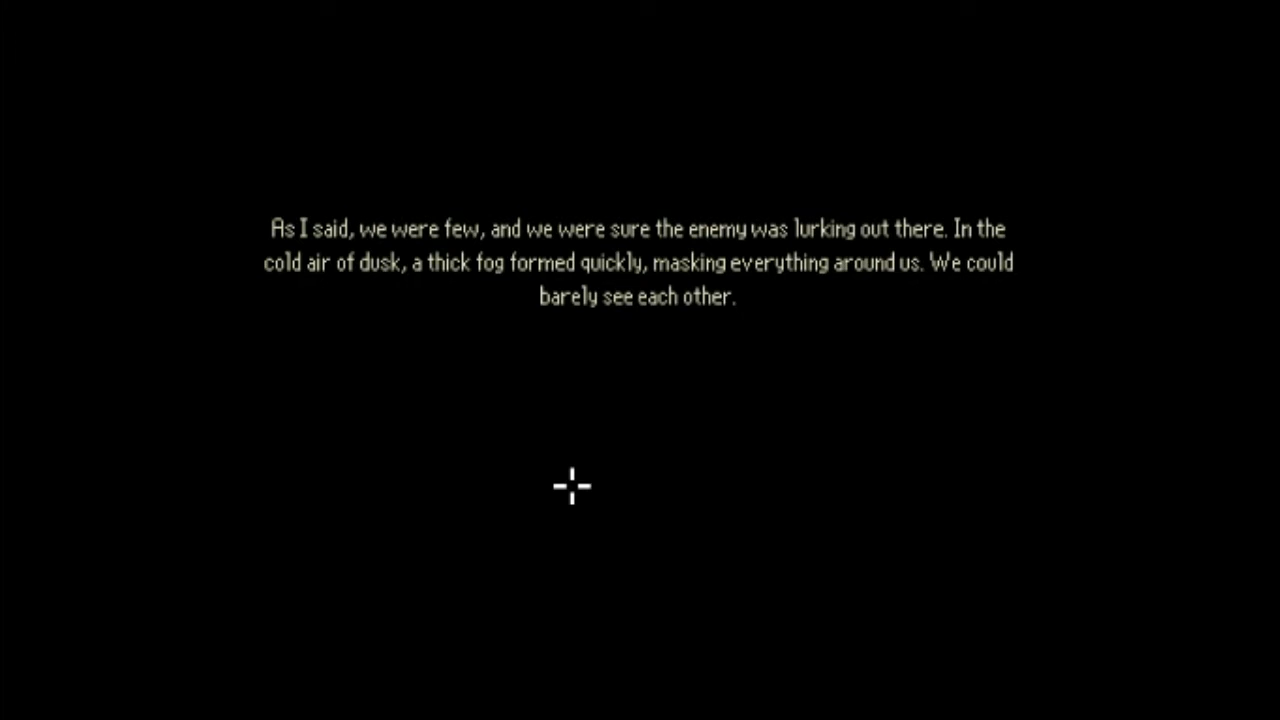 As I said, we were few, and we were sure the enemy was lurking out there. In the
cold air of dusk, a thick fog formed quickly, masking everything around us. We could
barely see each other.